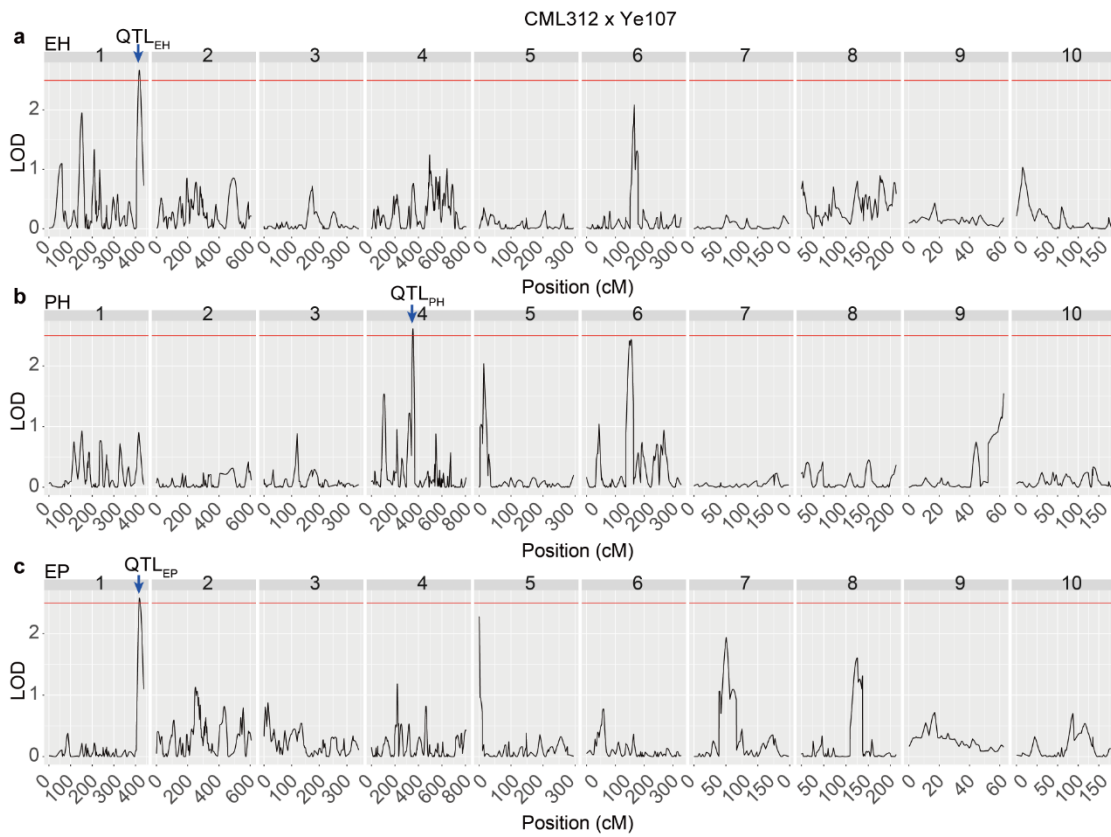 CML312 x Ye107
a
EH QTL EH
1 2 3 4 5 6 7 8 9 10
LOD
2
1
0
0 100 200 300 400 0 200 400 600 0 100 200 300 0 200 400 600 800 0 100 200 300 0 100 200 300 0 50 100 150 0 50 100 150 200 0 20 40 60 0 50 100 150
Position (cM)
b
PH QTL PH
1 2 3 4 5 6 7 8 9 10
LOD
2
1
0
0 100 200 300 400 0 200 400 600 0 100 200 300 0 200 400 600 800 0 100 200 300 0 100 200 300 0 50 100 150 0 50 100 150 200 0 20 40 60 0 50 100 150
Position (cM)
c
EP QTL EP
1 2 3 4 5 6 7 8 9 10
LOD
2
1
0
0 100 200 300 400 0 200 400 600 0 100 200 300 0 200 400 600 800 0 100 200 300 0 100 200 300 0 50 100 150 0 50 100 150 200 0 20 40 60 0 50 100 150
Position (cM)